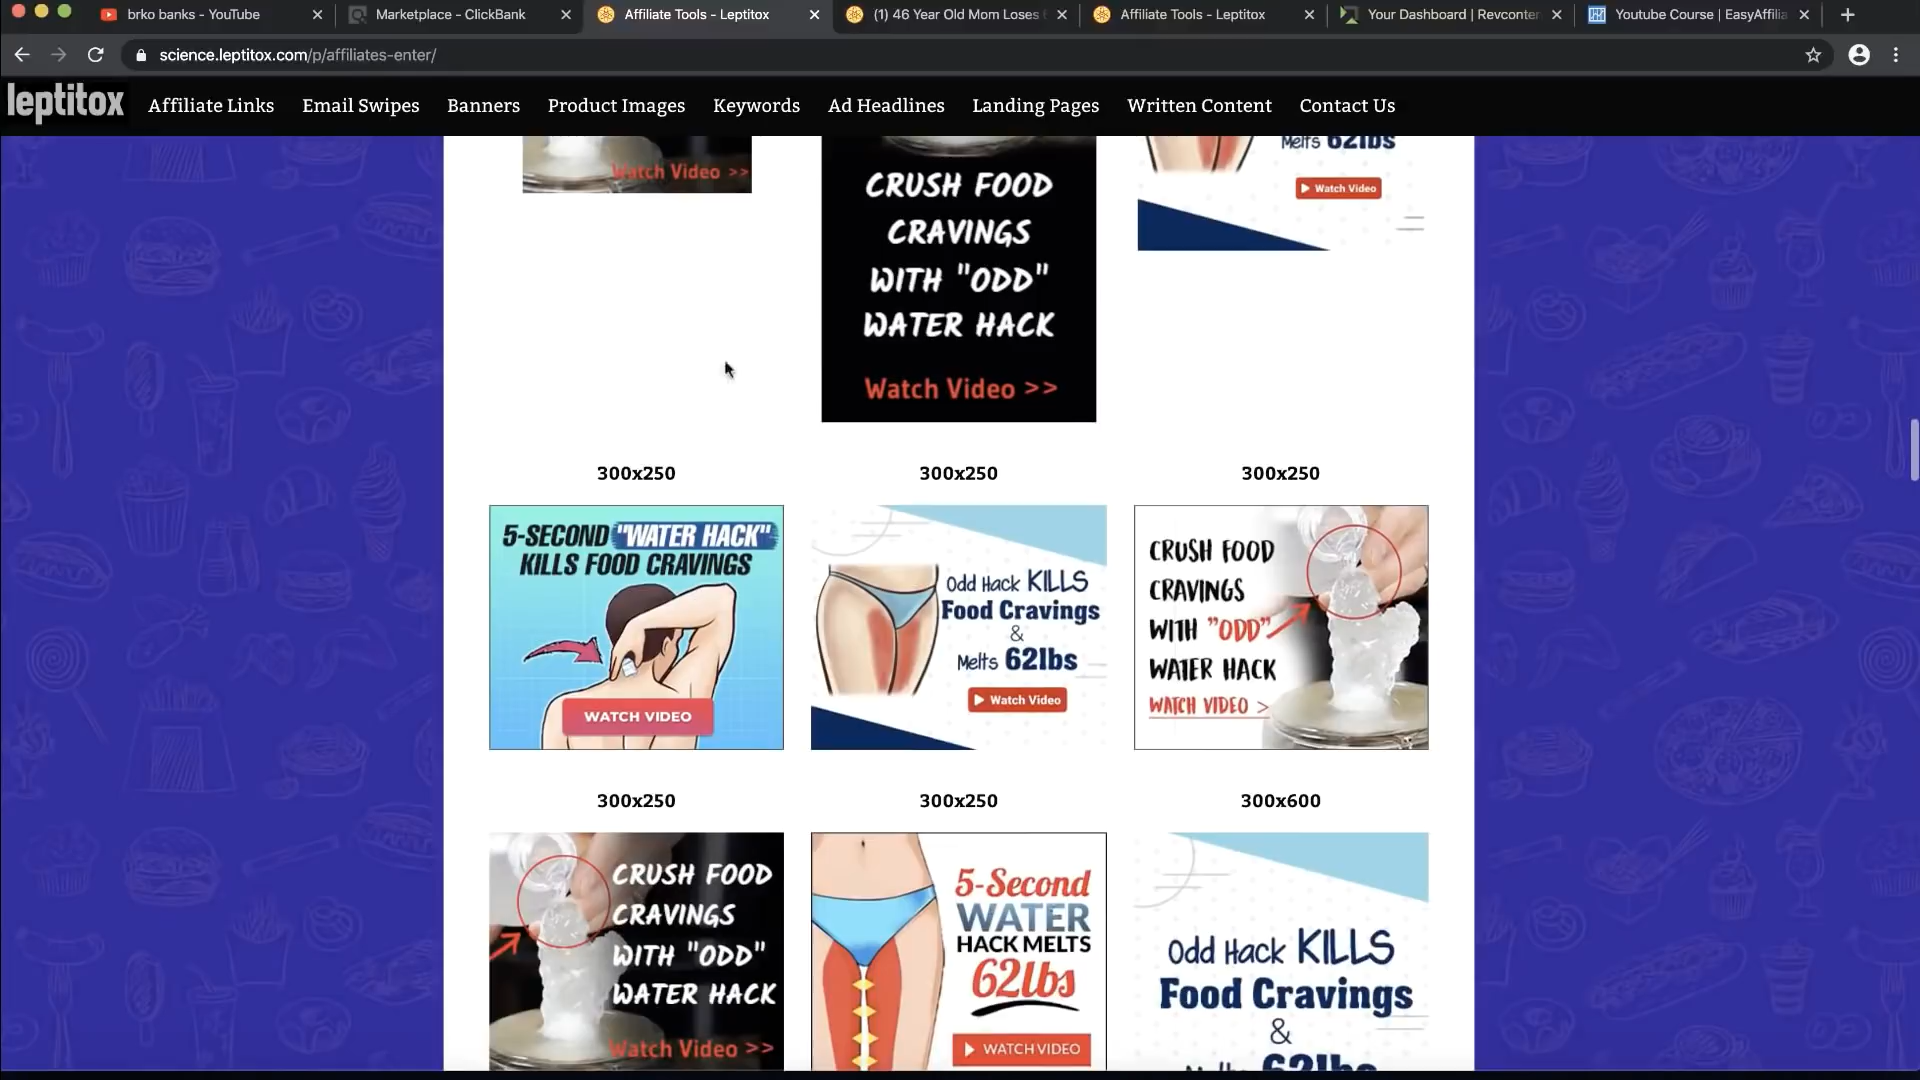 brko banks - YouTube
Marketplace - ClickBank
Affiliate Tools - Leptitox
(1) 46 Year Old Mom Loses
Affiliate Tools - Leptitox
Your Dashboard | Revconten
Youtube Course | EasyAffilia
science.leptitox.com/p/affiliates-enter/
leptitox
Affiliate Links
Email Swipes
Banners
Product Images
Keywords
Ad Headlines
Landing Pages
Written Content
Contact Us
Watch Video >>
CRUSH FOOD
CRAVINGS
WITH "ODD"
WATER HACK
Watch Video >>
Melts 62lbs
Watch Video
300x250
300x250
300x250
5-SECOND "WATER HACK"
KILLS FOOD CRAVINGS
WATCH VIDEO
Odd Hack KILLS
Food Cravings
&
Melts 62lbs
Watch Video
CRUSH FOOD
CRAVINGS
WITH "ODD"
WATER HACK
WATCH VIDEO >
300x250
300x250
300x600
CRUSH FOOD
CRAVINGS
WITH "ODD"
WATER HACK
Watch Video >>
5-Second
WATER
HACK MELTS
62lbs
WATCH VIDEO
Odd Hack KILLS
Food Cravings
&
Melts 62lbs